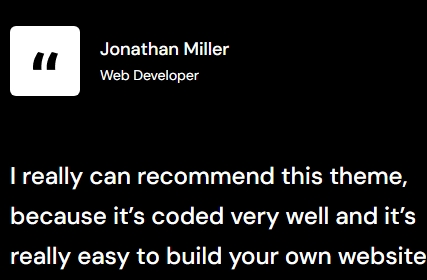 “
Jonathan Miller
Web Developer
I really can recommend this theme,
because it’s coded very well and it’s
really easy to build your own website